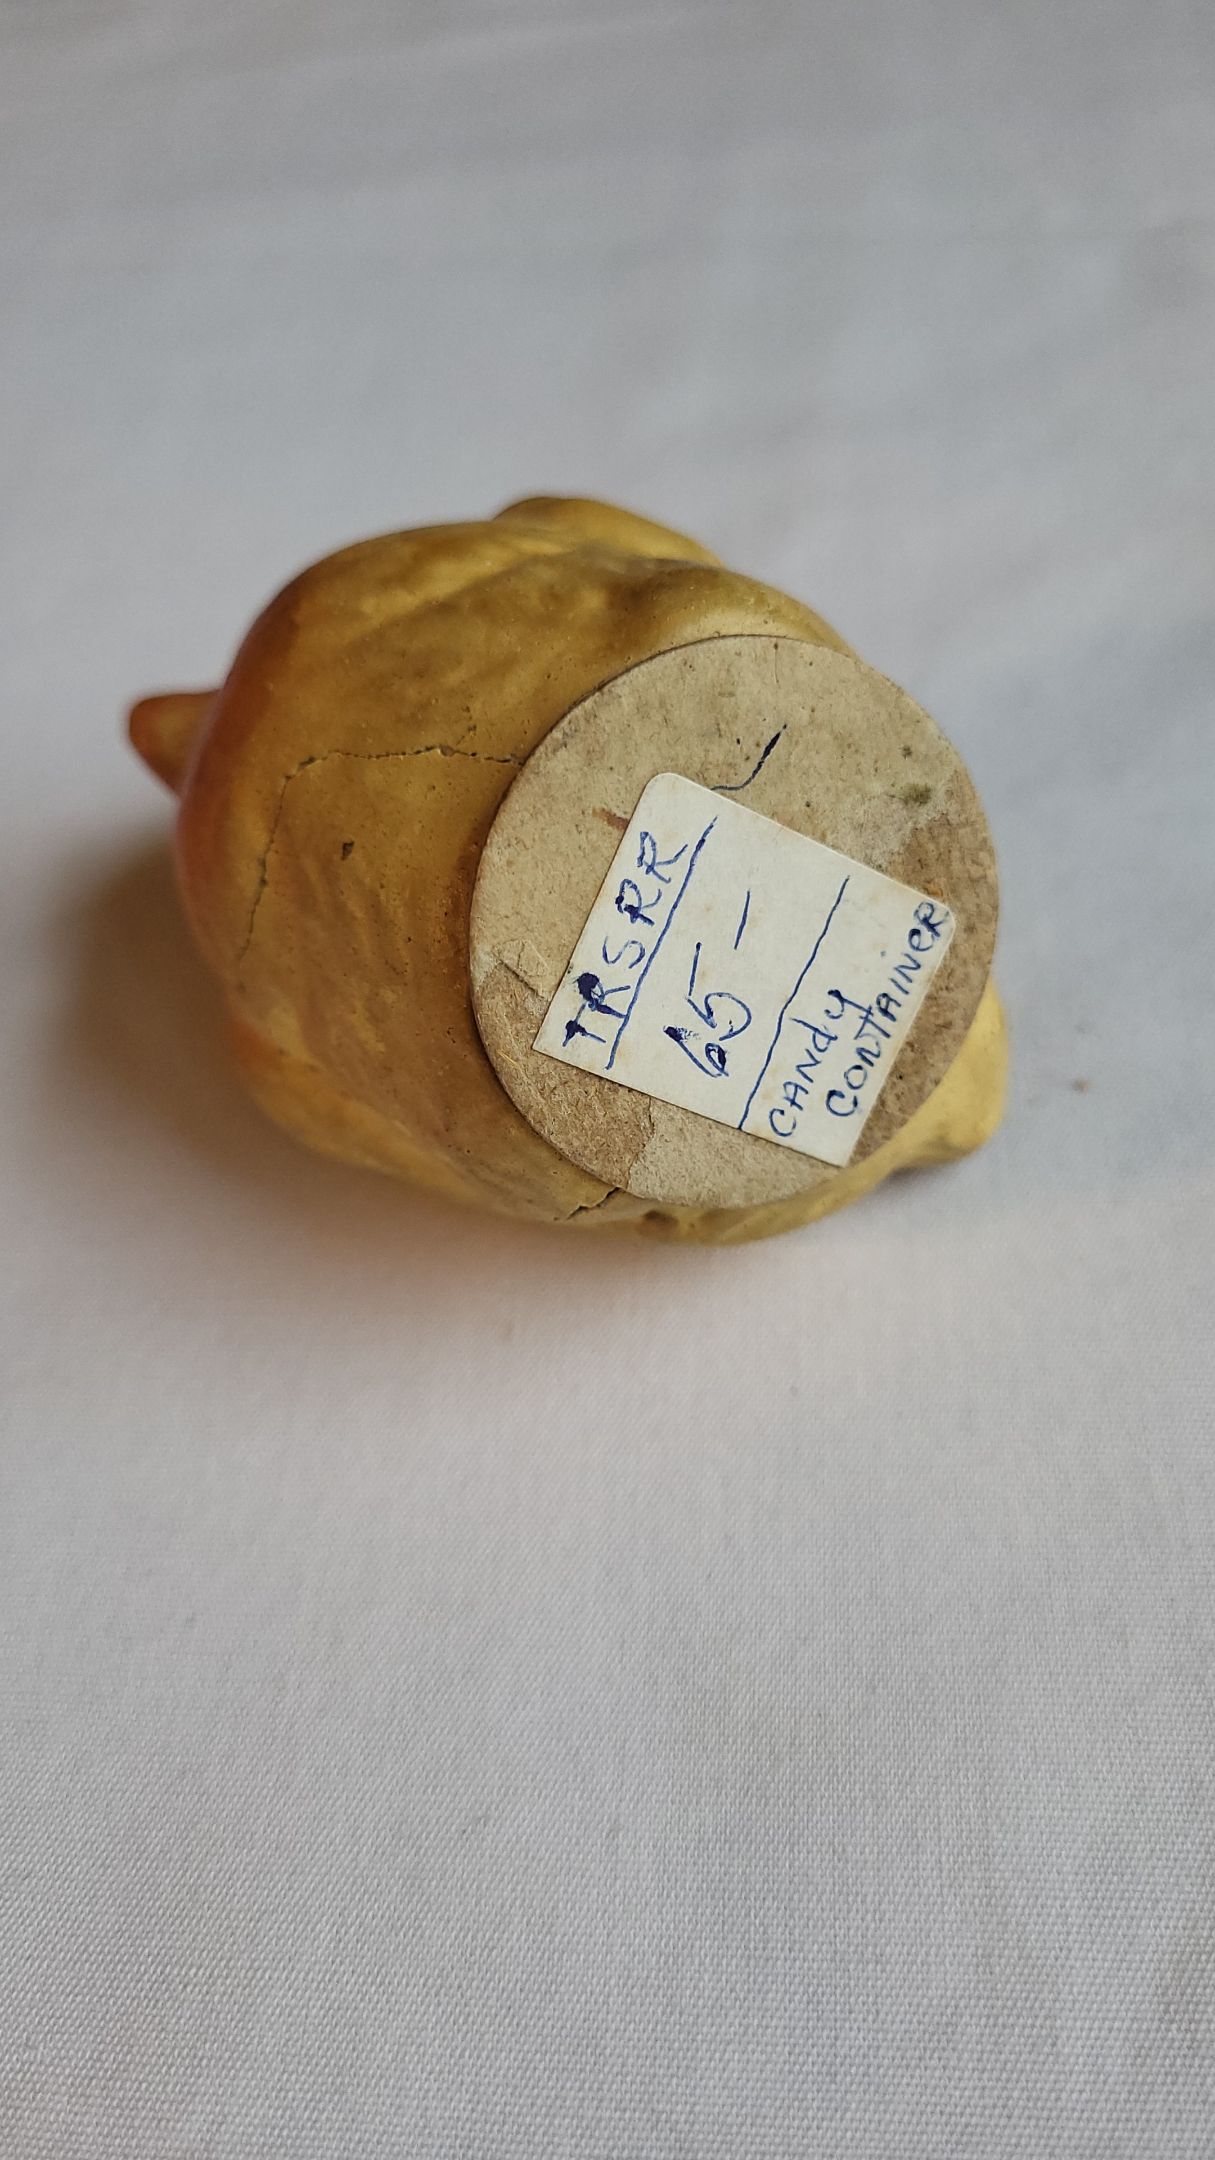 TRSRR
65-
CANdy
CONTAINER